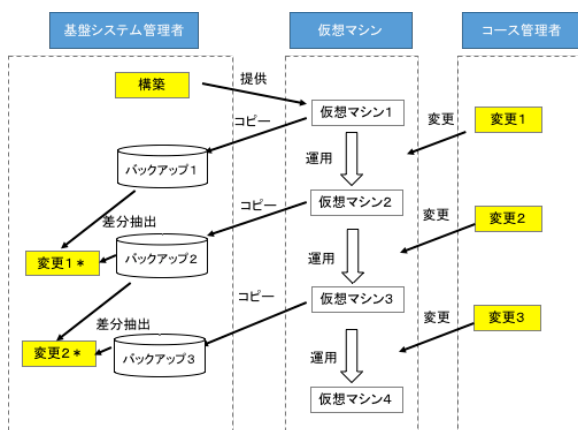 基盤システム管理者
仮想マシン
コース管理者
構築
提供
仮想マシン1
変更
変更1
コピー
バックアップ1
運用
差分抽出
コピー
仮想マシン2
変更
変更2
変更1*
バックアップ2
運用
コピー
仮想マシン3
変更
変更3
差分抽出
変更2*
バックアップ3
運用
仮想マシン4